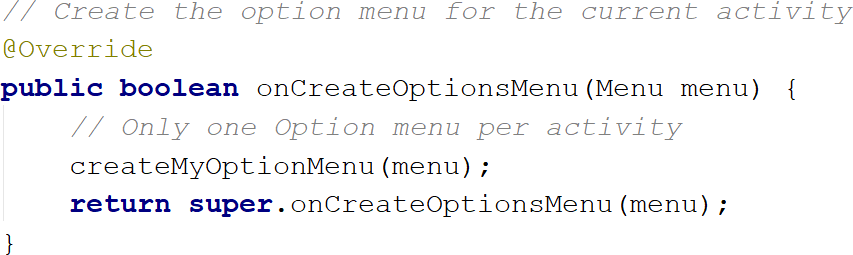 // Create the option menu for the current activity
@Override
public boolean onCreateOptionsMenu(Menu menu) {
    // Only one Option menu per activity
    createMyOptionMenu(menu);
    return super.onCreateOptionsMenu(menu);
}